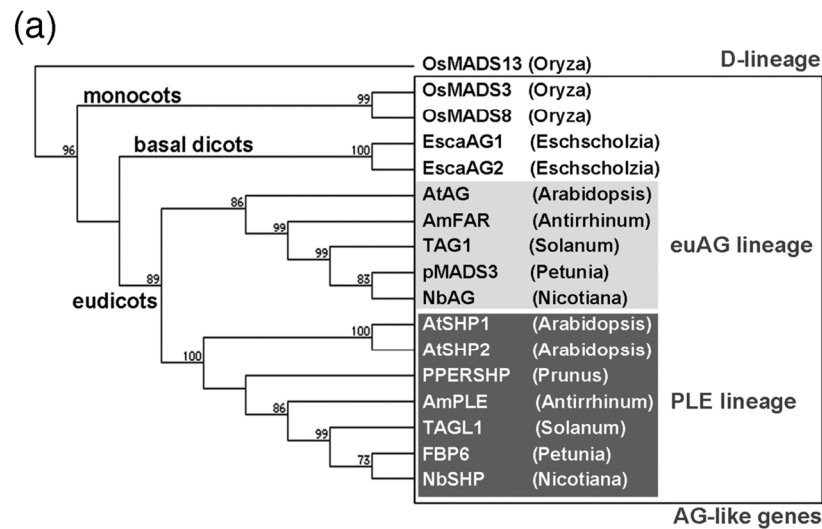 (a)
OsMADS13 (Oryza) D-lineage
monocots
99
OsMADS3 (Oryza)
OsMADS8 (Oryza)
96
basal dicots
100
EscaAG1 (Eschscholzia)
EscaAG2 (Eschscholzia)
86
AtAG (Arabidopsis)
99
AmFAR (Antirrhinum)
99
TAG1 (Solanum)
euAG lineage
83
pMADS3 (Petunia)
NbAG (Nicotiana)
89
eudicots
100
AtSHP1 (Arabidopsis)
AtSHP2 (Arabidopsis)
100
PPERSHP (Prunus)
86
AmPLE (Antirrhinum)
PLE lineage
99
TAGL1 (Solanum)
73
FBP6 (Petunia)
NbSHP (Nicotiana)
AG-like genes